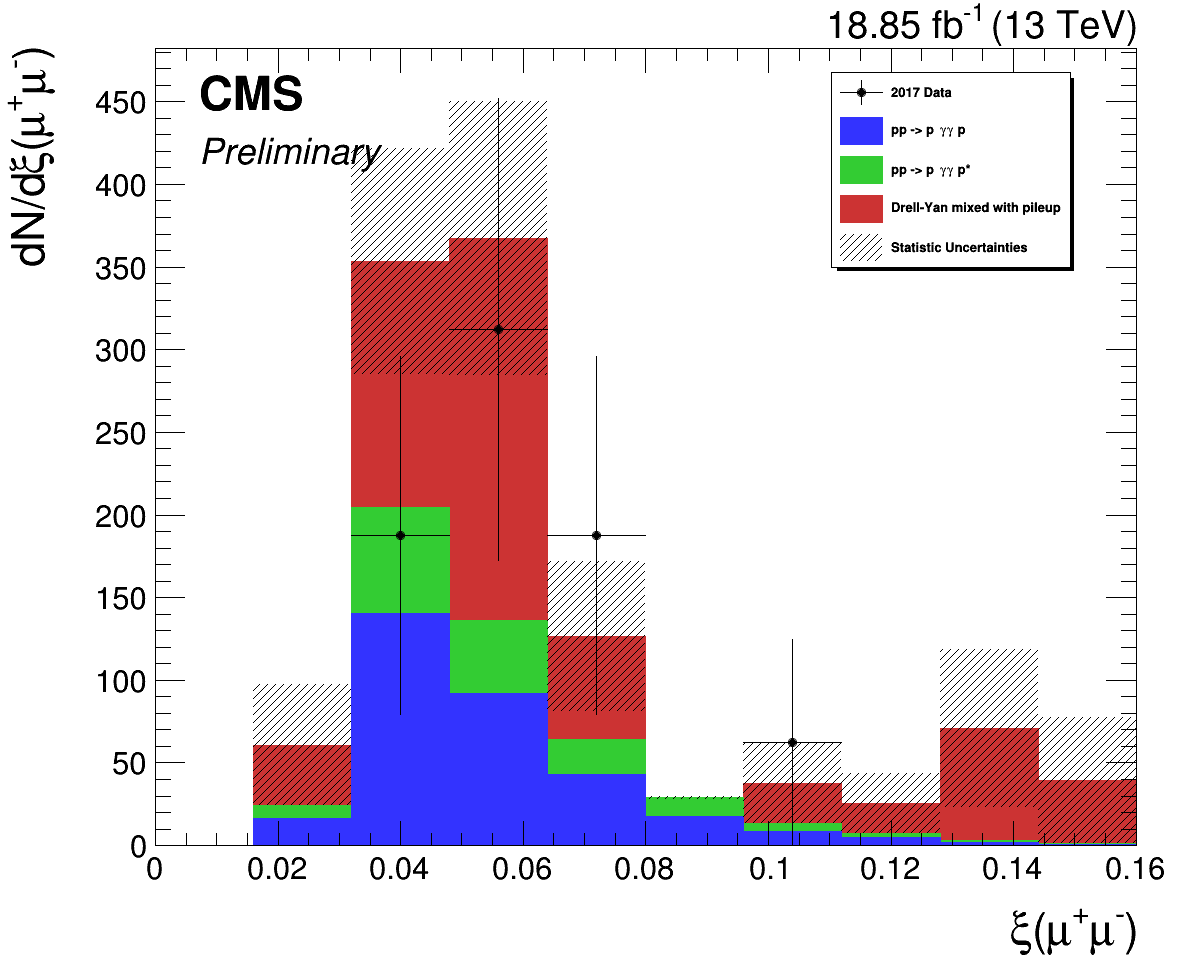 18.85 fb⁻¹ (13 TeV)
dN/dξ(μ⁺μ⁻)
CMS
Preliminary
2017 Data
pp -> p γγ p
pp -> p γγ p*
Drell-Yan mixed with pileup
Statistic Uncertainties
450
400
350
300
250
200
150
100
50
0
0 0.02 0.04 0.06 0.08 0.1 0.12 0.14 0.16
ξ(μ⁺μ⁻)